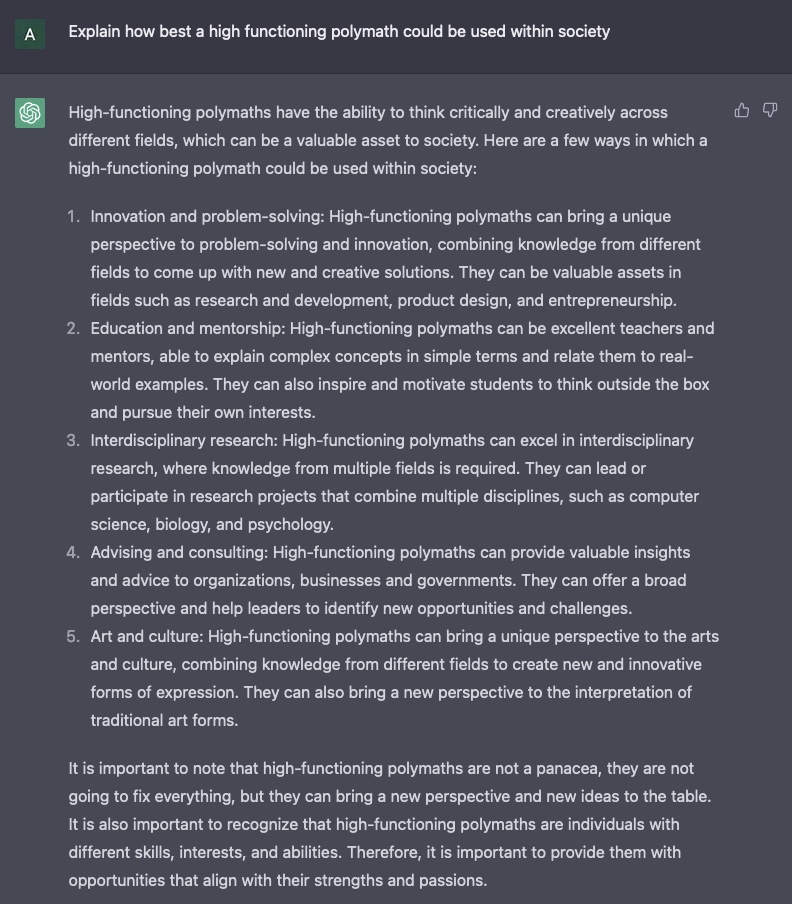 A
Explain how best a high functioning polymath could be used within society
High-functioning polymaths have the ability to think critically and creatively across
different fields, which can be a valuable asset to society. Here are a few ways in which a
high-functioning polymath could be used within society:
1. Innovation and problem-solving: High-functioning polymaths can bring a unique
perspective to problem-solving and innovation, combining knowledge from different
fields to come up with new and creative solutions. They can be valuable assets in
fields such as research and development, product design, and entrepreneurship.
2. Education and mentorship: High-functioning polymaths can be excellent teachers and
mentors, able to explain complex concepts in simple terms and relate them to real-
world examples. They can also inspire and motivate students to think outside the box
and pursue their own interests.
3. Interdisciplinary research: High-functioning polymaths can excel in interdisciplinary
research, where knowledge from multiple fields is required. They can lead or
participate in research projects that combine multiple disciplines, such as computer
science, biology, and psychology.
4. Advising and consulting: High-functioning polymaths can provide valuable insights
and advice to organizations, businesses and governments. They can offer a broad
perspective and help leaders to identify new opportunities and challenges.
5. Art and culture: High-functioning polymaths can bring a unique perspective to the arts
and culture, combining knowledge from different fields to create new and innovative
forms of expression. They can also bring a new perspective to the interpretation of
traditional art forms.
It is important to note that high-functioning polymaths are not a panacea, they are not
going to fix everything, but they can bring a new perspective and new ideas to the table.
It is also important to recognize that high-functioning polymaths are individuals with
different skills, interests, and abilities. Therefore, it is important to provide them with
opportunities that align with their strengths and passions.